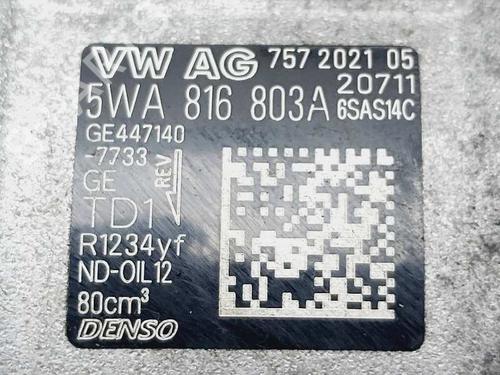 VW AG 757 2021 05
20711
5WA 816 803A 6SAS14C
GE447140
-7733
GE
REV
TD1
R1234yf
ND-OIL12
80cm³
DENSO